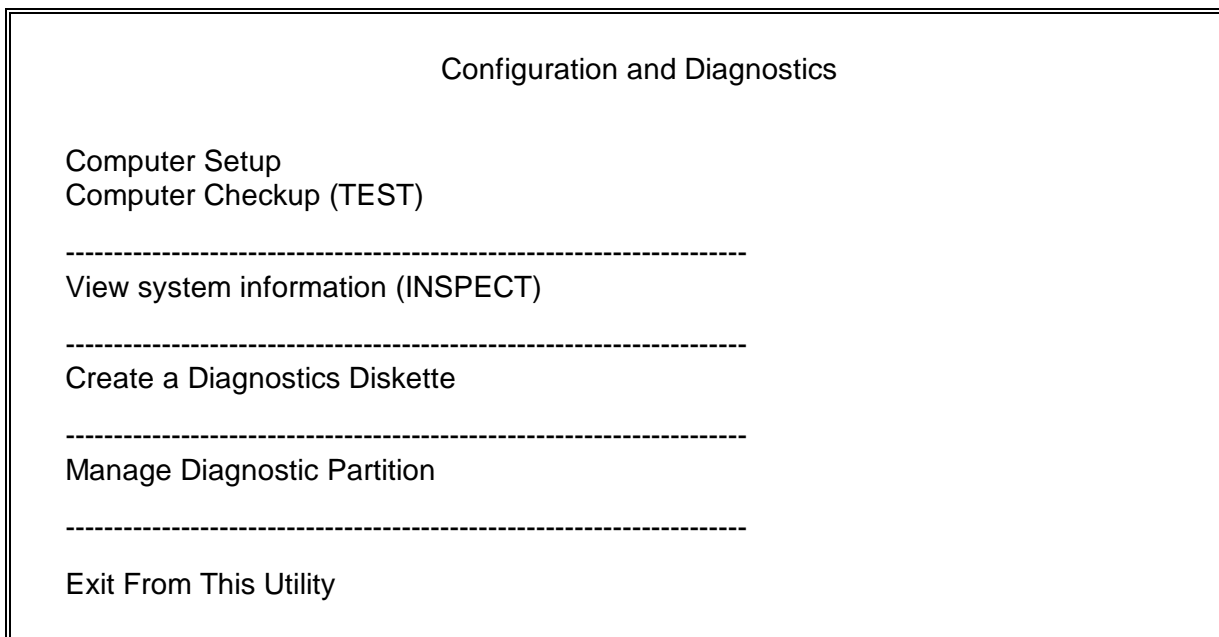 Configuration and Diagnostics
Computer Setup
Computer Checkup (TEST)
-----------------------------------------------------------------------
View system information (INSPECT)
-----------------------------------------------------------------------
Create a Diagnostics Diskette
-----------------------------------------------------------------------
Manage Diagnostic Partition
-----------------------------------------------------------------------
Exit From This Utility